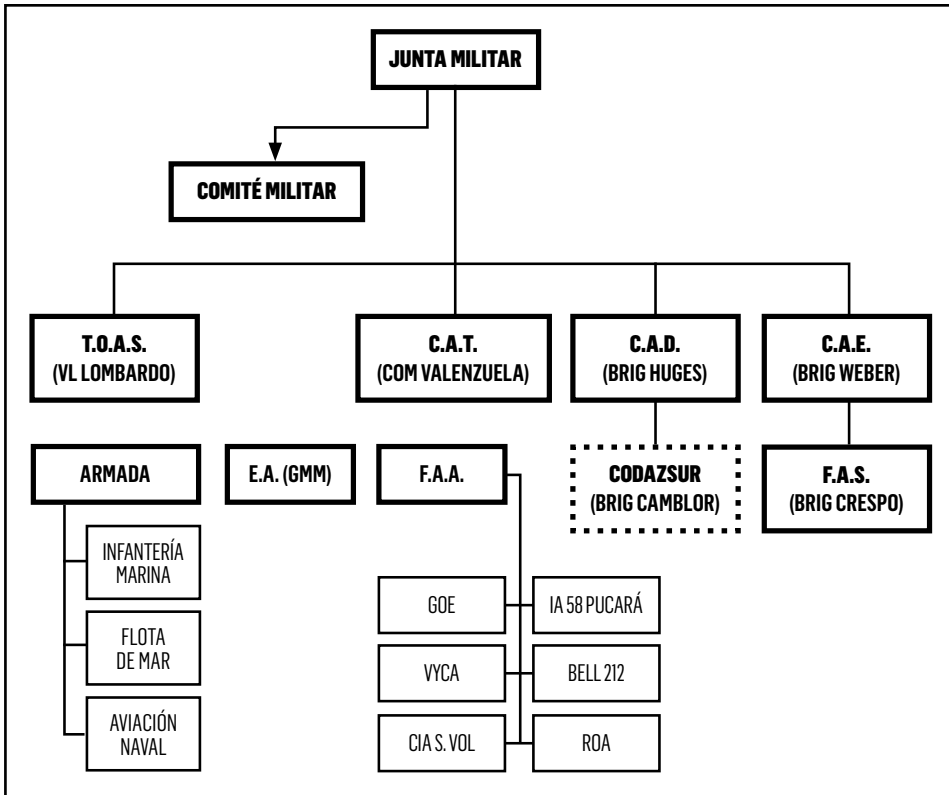 JUNTA MILITAR
COMITÉ MILITAR
T.O.A.S.
(VL LOMBARDO)
C.A.T.
(COM VALENZUELA)
C.A.D.
(BRIG HUGES)
C.A.E.
(BRIG WEBER)
ARMADA
E.A. (GMM)
F.A.A.
CODAZSUR
(BRIG CAMBLOR)
F.A.S.
(BRIG CRESPO)
INFANTERÍA
MARINA
FLOTA
DE MAR
AVIACIÓN
NAVAL
GOE
IA 58 PUCARÁ
VYCA
BELL 212
CIA S. VOL
ROA